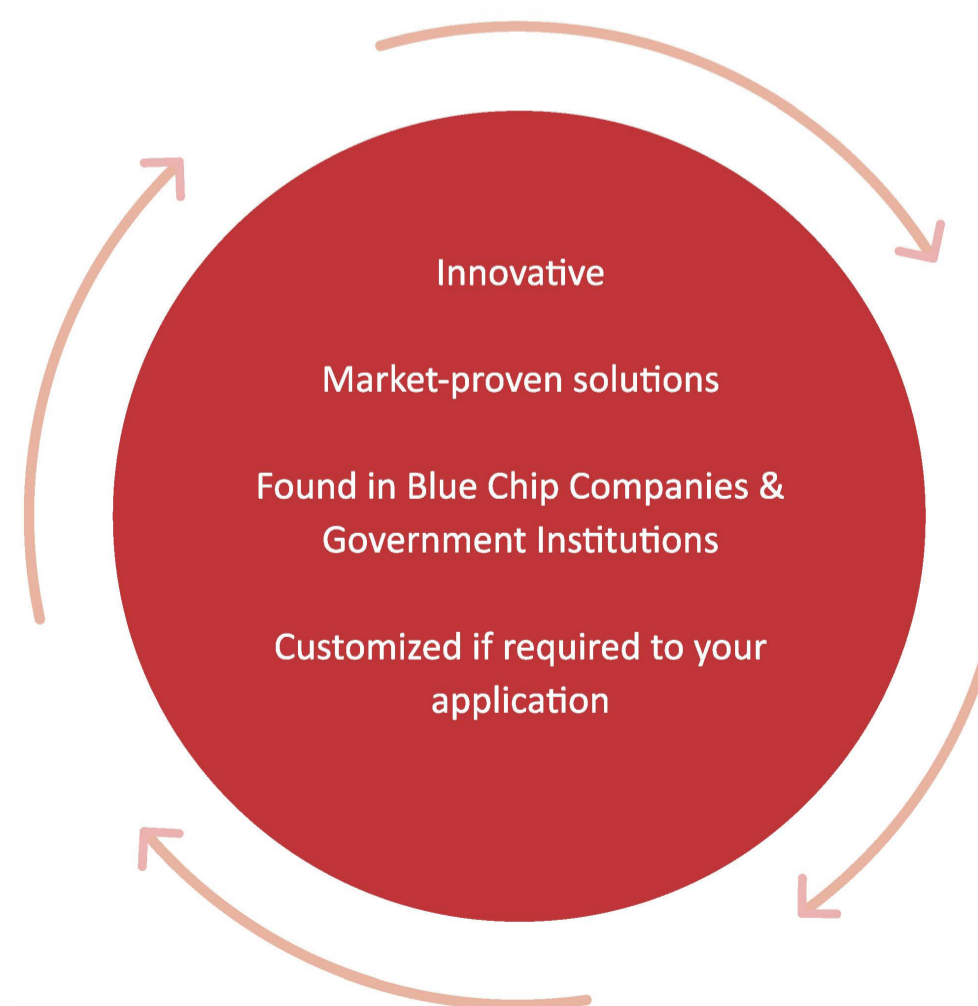 Innovative
Market-proven solutions
Found in Blue Chip Companies &
Government Institutions
Customized if required to your
application